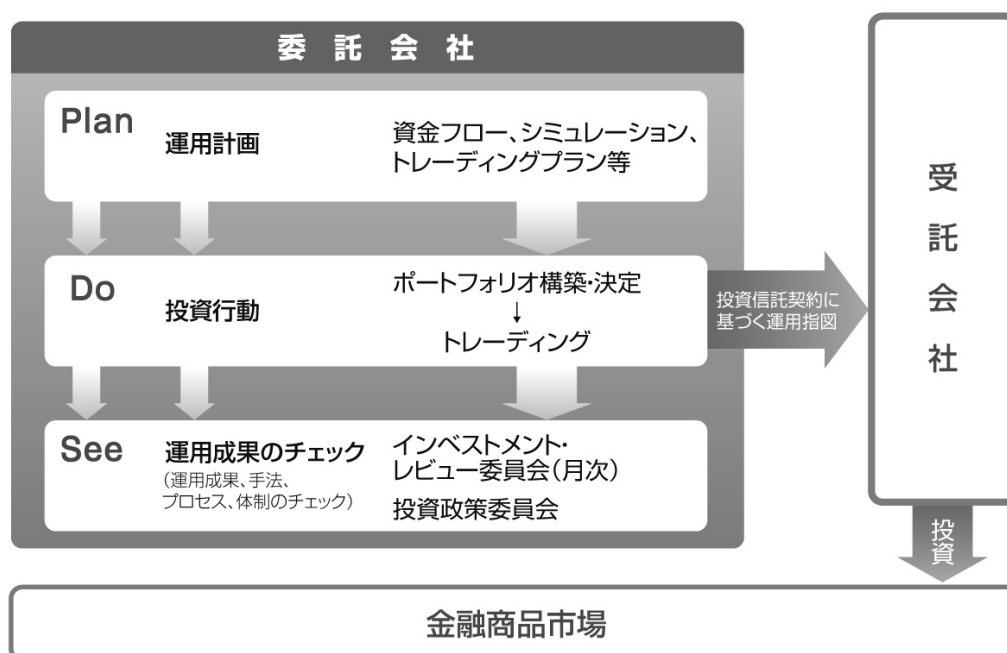 委託会社
Plan
運用計画
資金フロー、シミュレーション、
トレーディングプラン等
Do
投資行動
ポートフォリオ構築・決定
↓
トレーディング
See
運用成果のチェック
(運用成果、手法、
プロセス、体制のチェック)
インベストメント・
レビュー委員会(月次)
投資政策委員会
投資信託契約に
基づく運用指図
受託会社
投資
金融商品市場